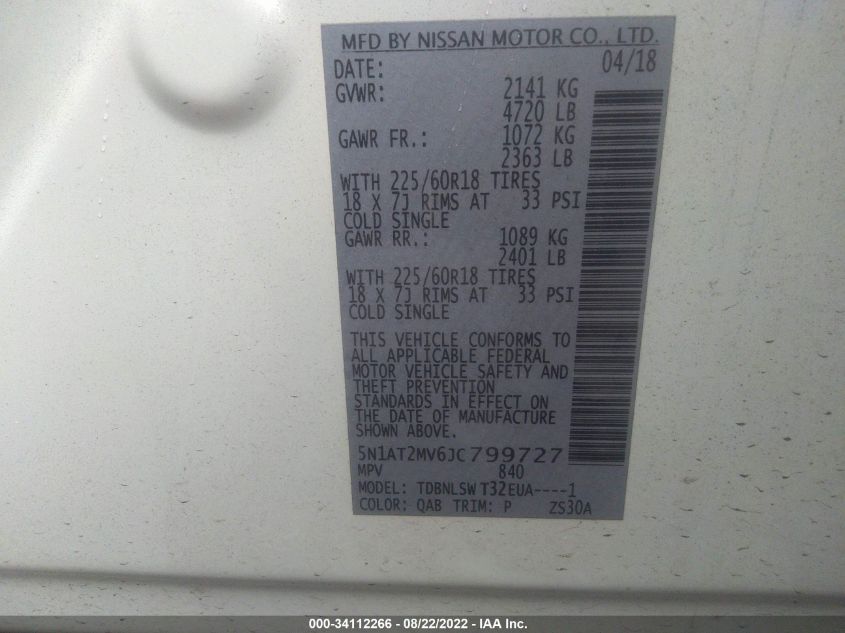 MFD BY NISSAN MOTOR CO., LTD.
DATE: 04/18
GVWR: 2141 KG
4720 LB
GAWR FR.: 1072 KG
2363 LB
WITH 225/60R18 TIRES
18 X 7J RIMS AT 33 PSI
COLD SINGLE
GAWR RR.: 1089 KG
2401 LB
WITH 225/60R18 TIRES
18 X 7J RIMS AT 33 PSI
COLD SINGLE
THIS VEHICLE CONFORMS TO
ALL APPLICABLE FEDERAL
MOTOR VEHICLE SAFETY AND
THEFT PREVENTION
STANDARDS IN EFFECT ON
THE DATE OF MANUFACTURE
SHOWN ABOVE.
5N1AT2MV6JC799727
MPV 840
MODEL: TDBNLSW T32EUA----1
COLOR: QAB TRIM: P ZS30A
000-34112266 - 08/22/2022 - IAA Inc.